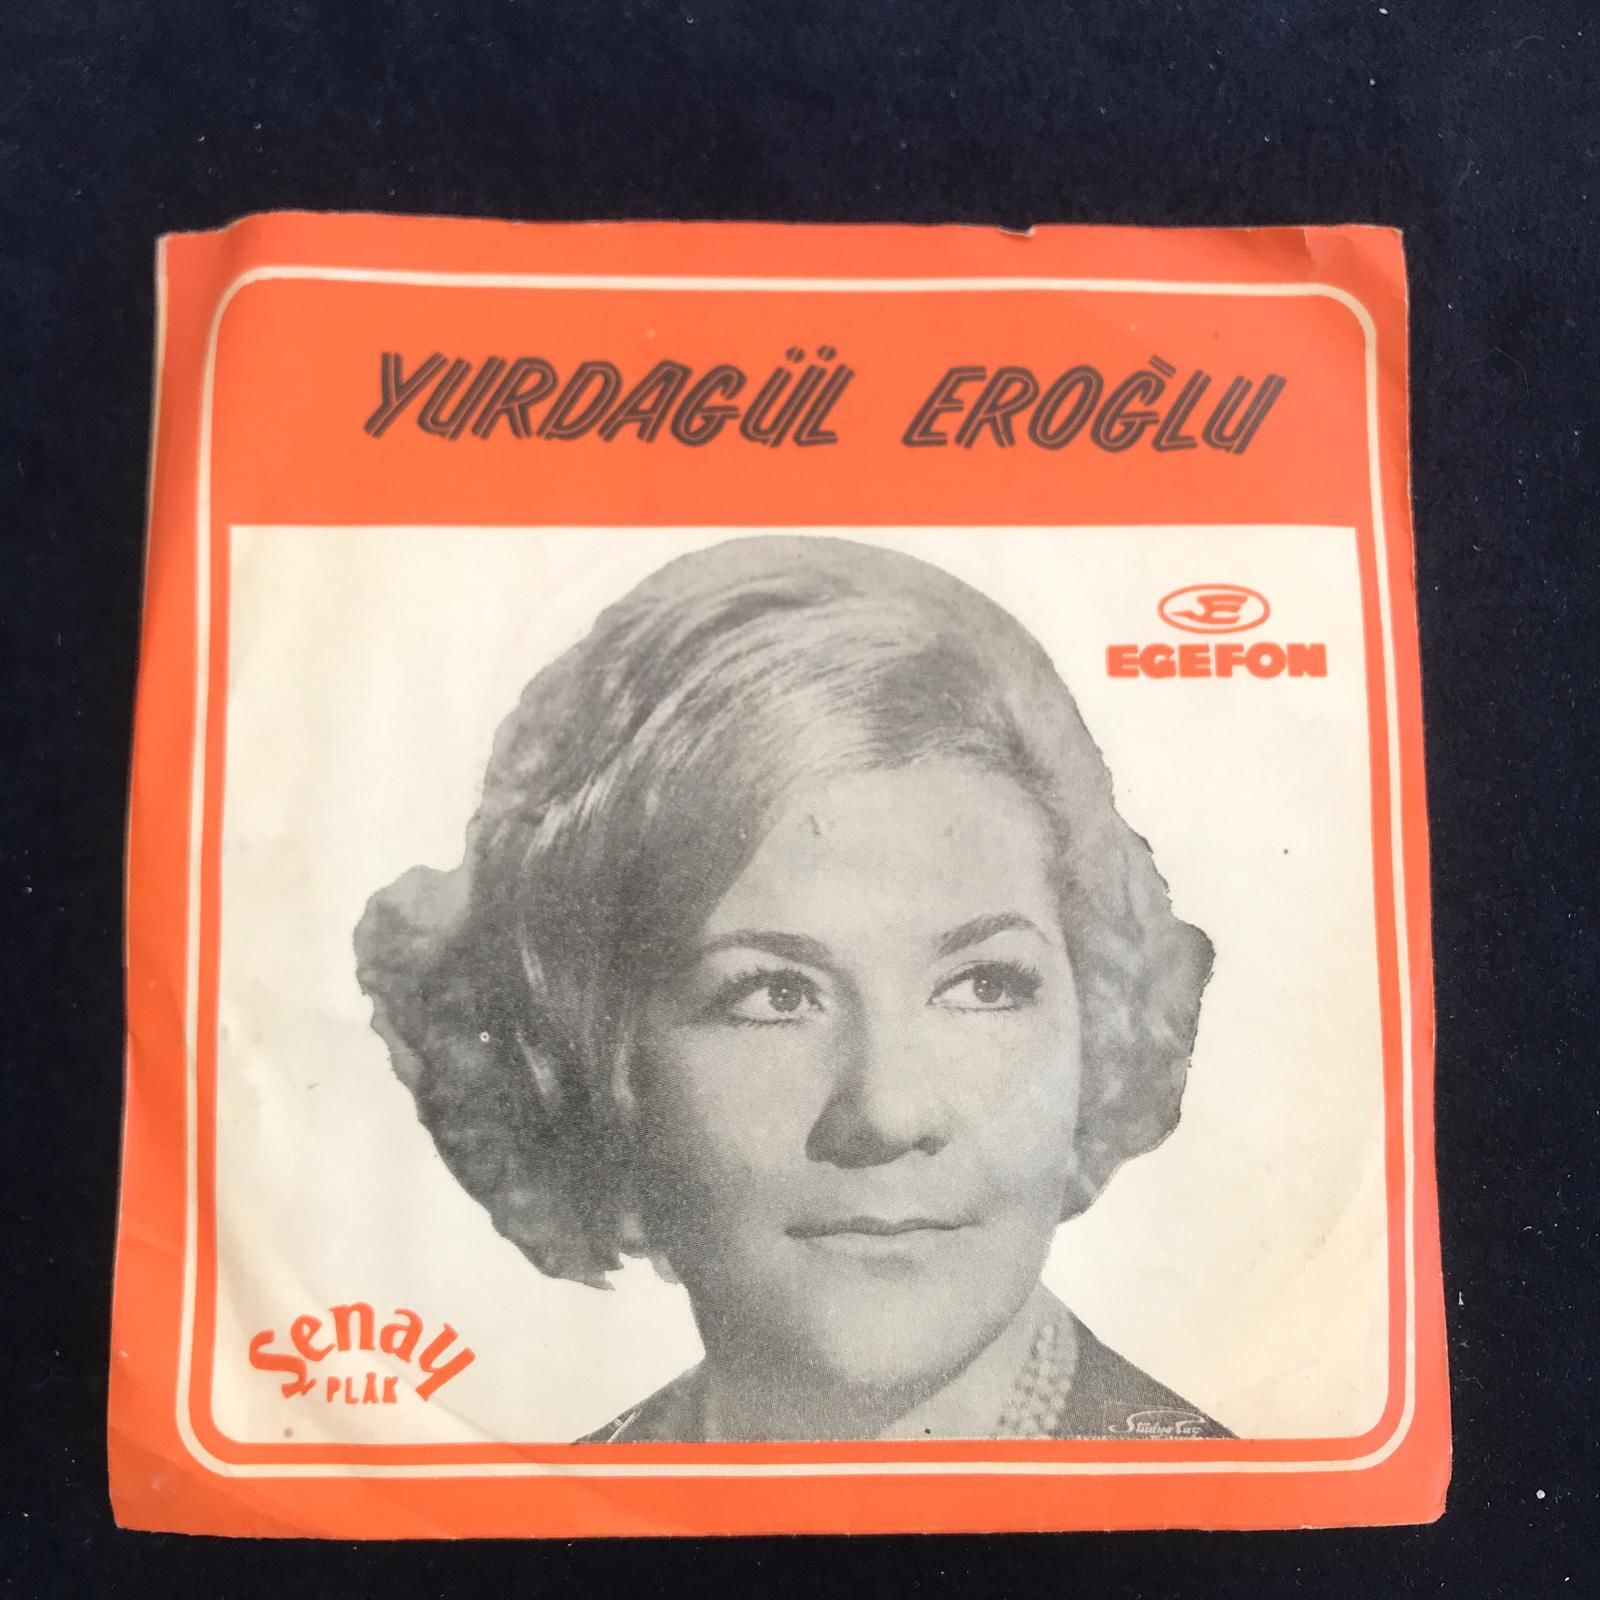 YURDAGÜL EROĞLU
EGEFON
Şenay
PLÂK